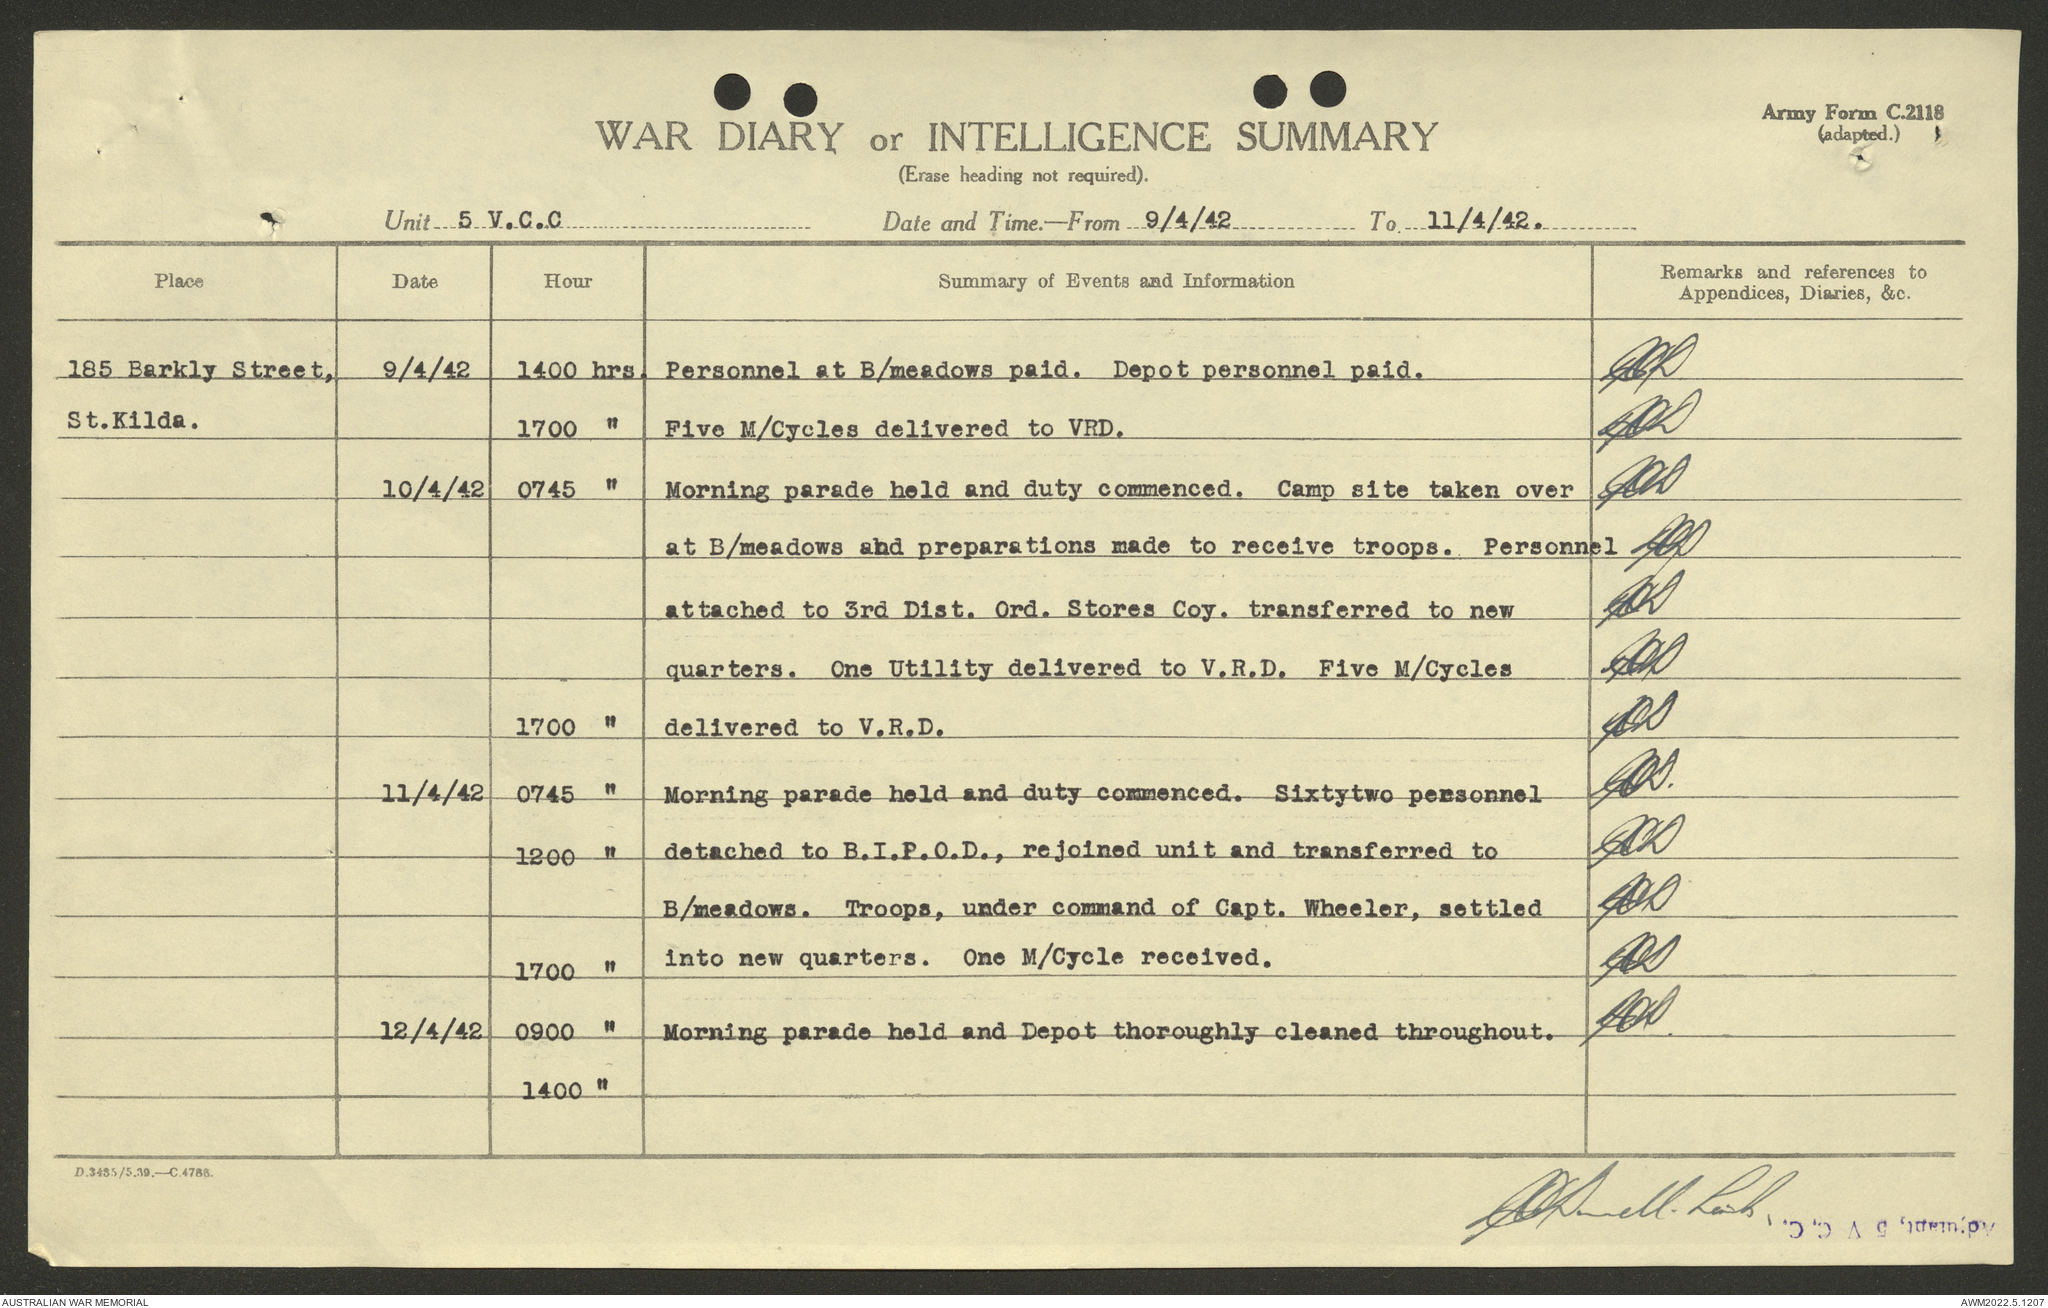 Army Form C.2118
(adapted.)
WAR DIARY or INTELLIGENCE SUMMARY
(Erase heading not required).
Unit 5 V.C.C Date and Time.—From 9/4/42 To 11/4/42.
Place Date Hour Summary of Events and Information Remarks and references to
Appendices, Diaries, &c.
185 Barkly Street, 9/4/42 1400 hrs. Personnel at B/meadows paid. Depot personnel paid.
St.Kilda. 1700 " Five M/Cycles delivered to VRD.
10/4/42 0745 " Morning parade held and duty commenced. Camp site taken over
at B/meadows and preparations made to receive troops. Personnel
attached to 3rd Dist. Ord. Stores Coy. transferred to new
quarters. One Utility delivered to V.R.D. Five M/Cycles
1700 " delivered to V.R.D.
11/4/42 0745 " Morning parade held and duty commenced. Sixtytwo personnel
1200 " detached to B.I.P.O.D., rejoined unit and transferred to
B/meadows. Troops, under command of Capt. Wheeler, settled
1700 " into new quarters. One M/Cycle received.
12/4/42 0900 " Morning parade held and Depot thoroughly cleaned throughout.
1400 "
D.3485/5.39.—C.4788.
Adjutant, 5 V. C. C.
AUSTRALIAN WAR MEMORIAL AWM2022.5.1207